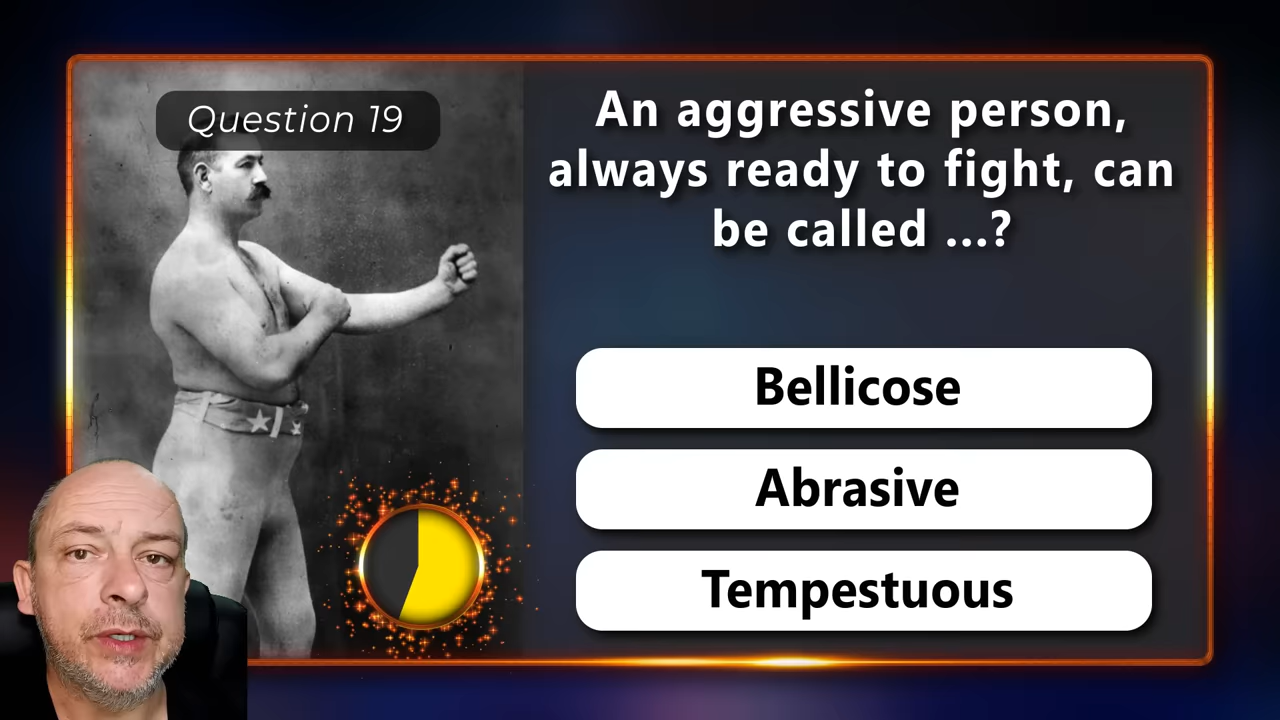 Question 19
An aggressive person,
always ready to fight, can
be called ...?
Bellicose
Abrasive
Tempestuous